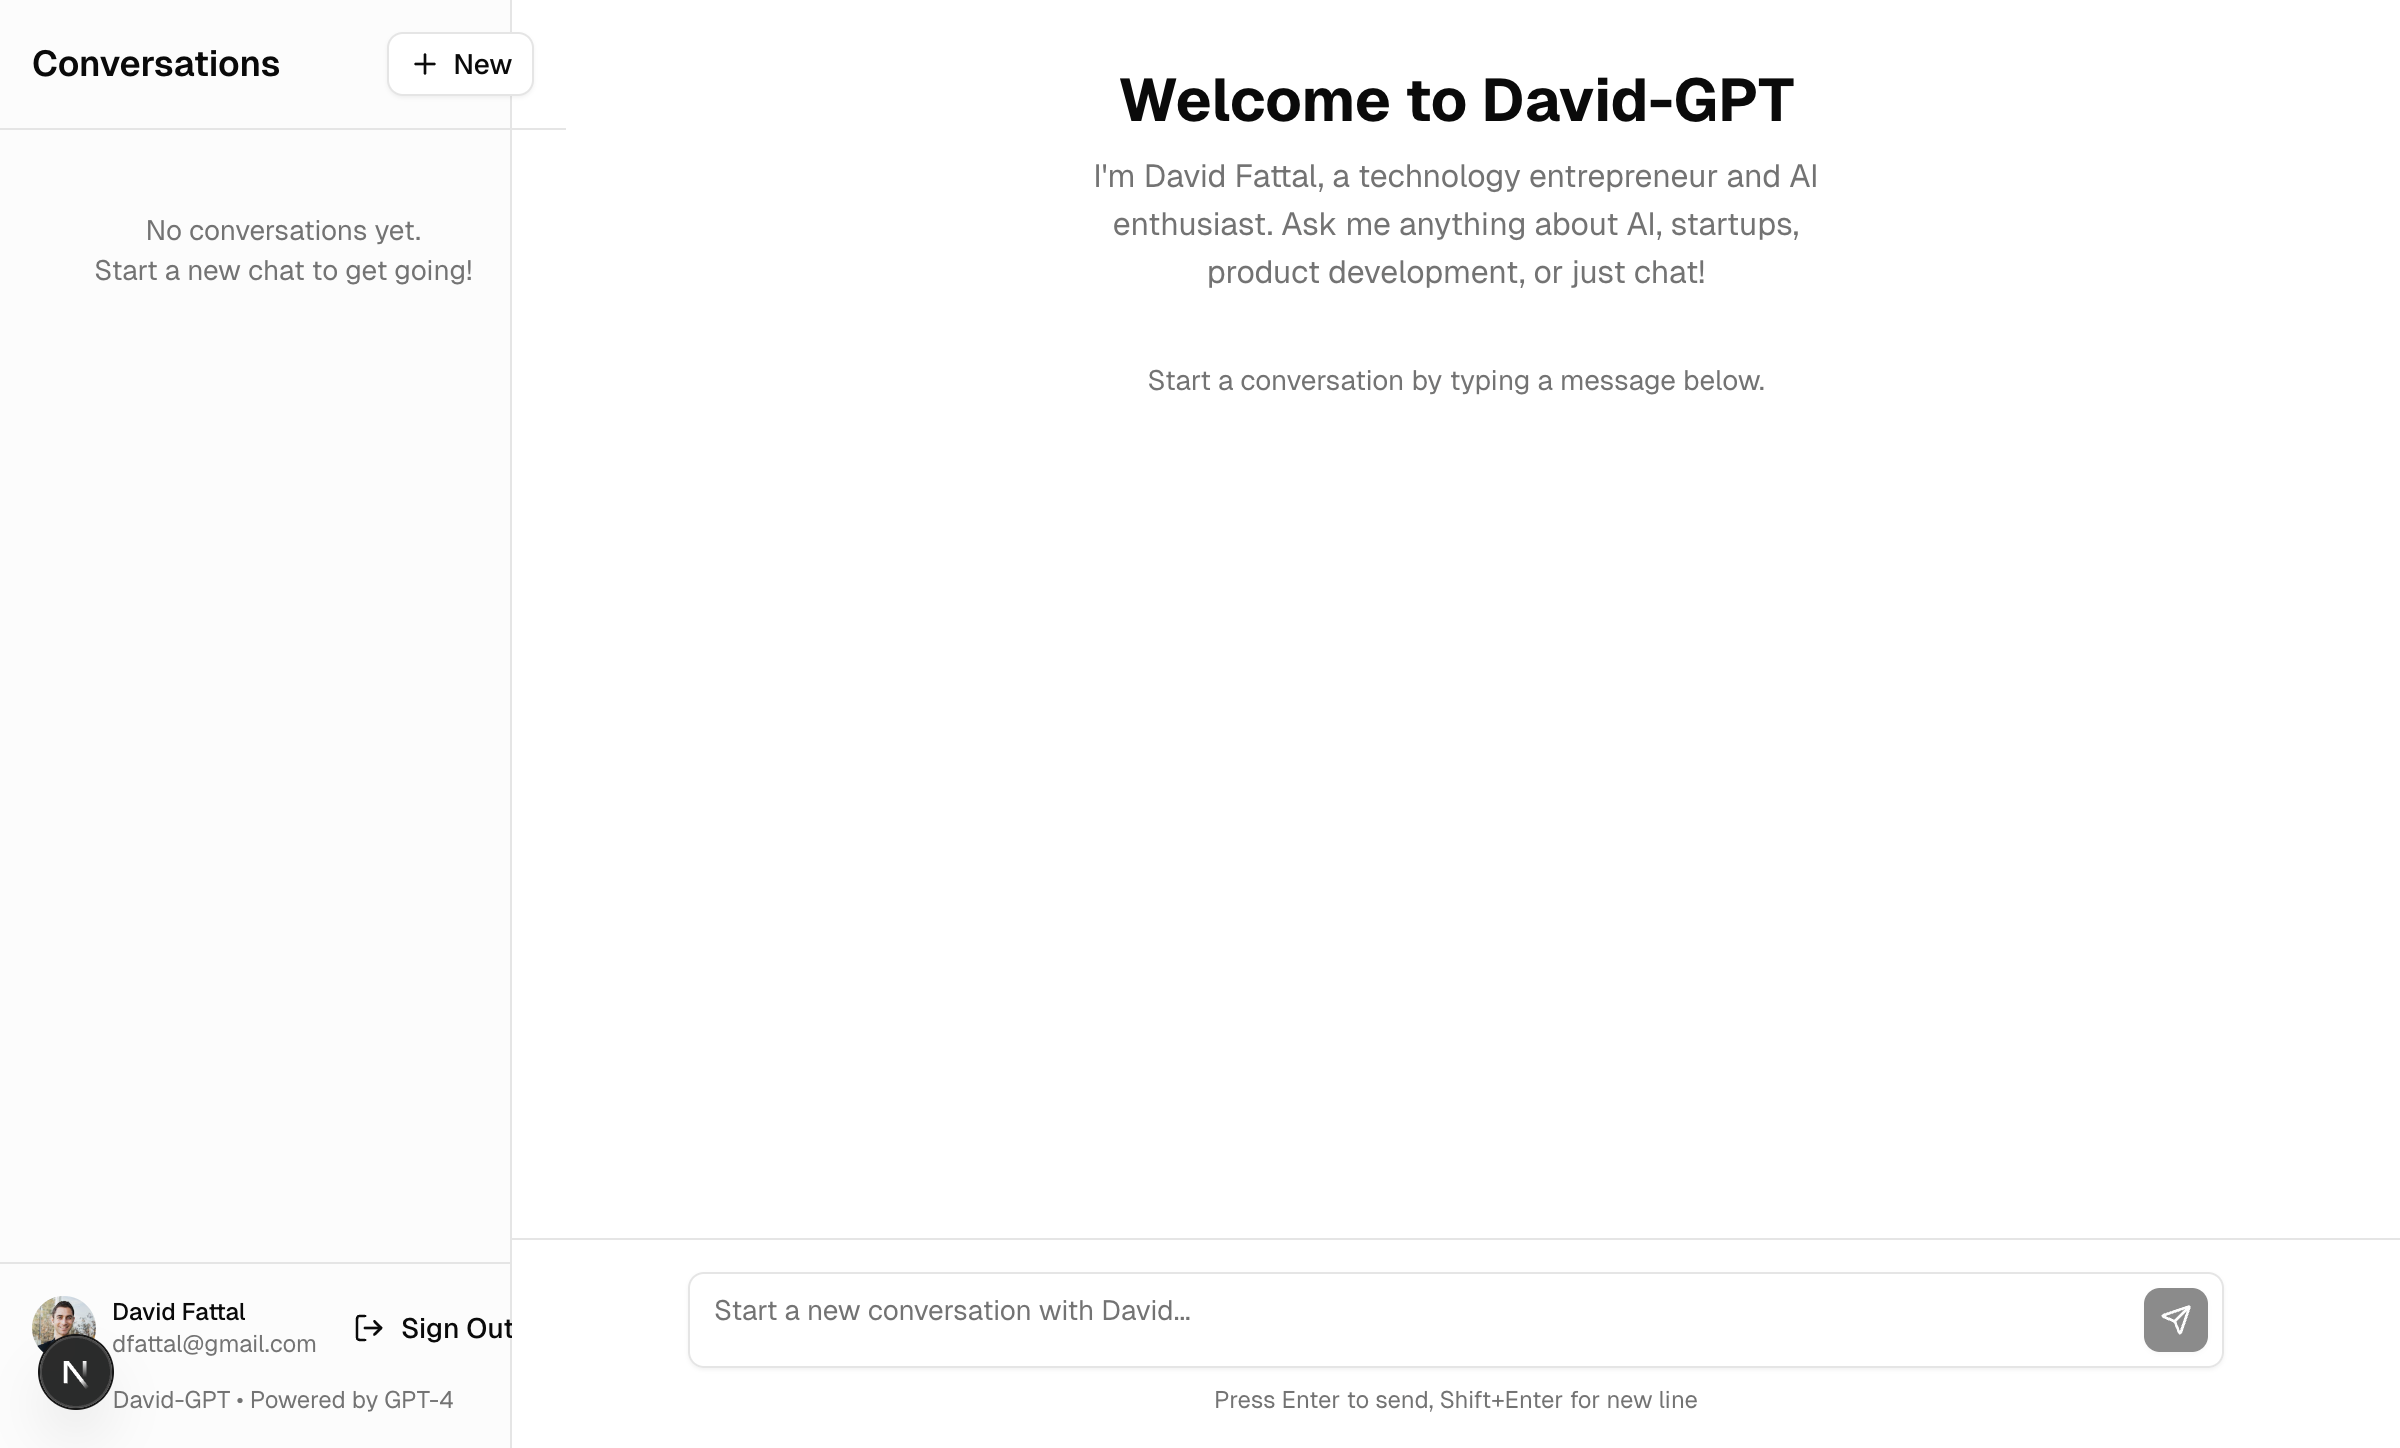 Conversations
New
No conversations yet.
Start a new chat to get going!
Welcome to David-GPT
I'm David Fattal, a technology entrepreneur and AI
enthusiast. Ask me anything about AI, startups,
product development, or just chat!
Start a conversation by typing a message below.
Start a new conversation with David...
Press Enter to send, Shift+Enter for new line
David Fattal
dfattal@gmail.com
Sign Out
N
David-GPT • Powered by GPT-4